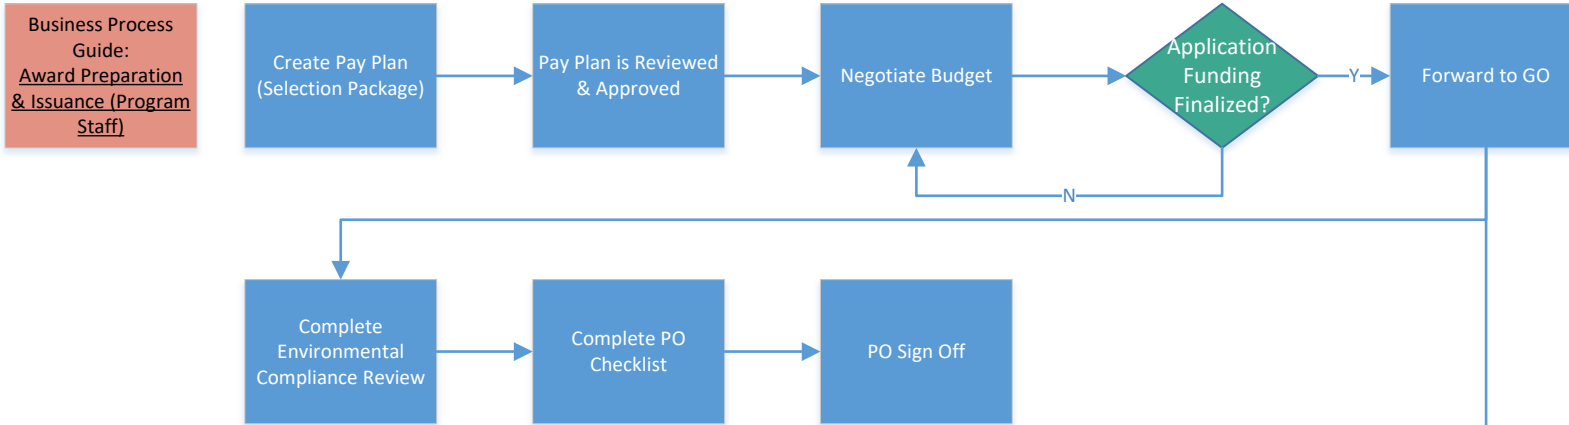 Business Process
Guide:
Award Preparation
& Issuance (Program
Staff)
Create Pay Plan
(Selection Package)
Pay Plan is Reviewed
& Approved
Negotiate Budget
Application
Funding
Finalized?
Y
Forward to GO
N
Complete
Environmental
Compliance Review
Complete PO
Checklist
PO Sign Off